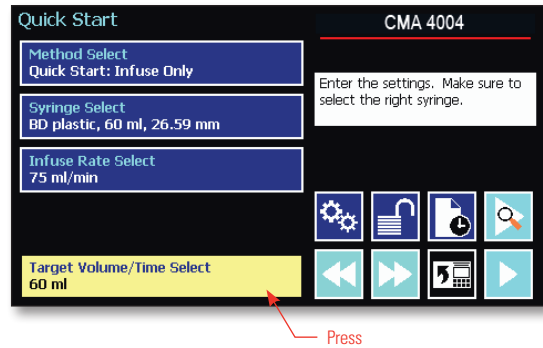 Quick Start
CMA 4004
Method Select
Quick Start: Infuse Only
Enter the settings. Make sure to
select the right syringe.
Syringe Select
BD plastic, 60 ml, 26.59 mm
Infuse Rate Select
75 ml/min
Target Volume/Time Select
60 ml
Press